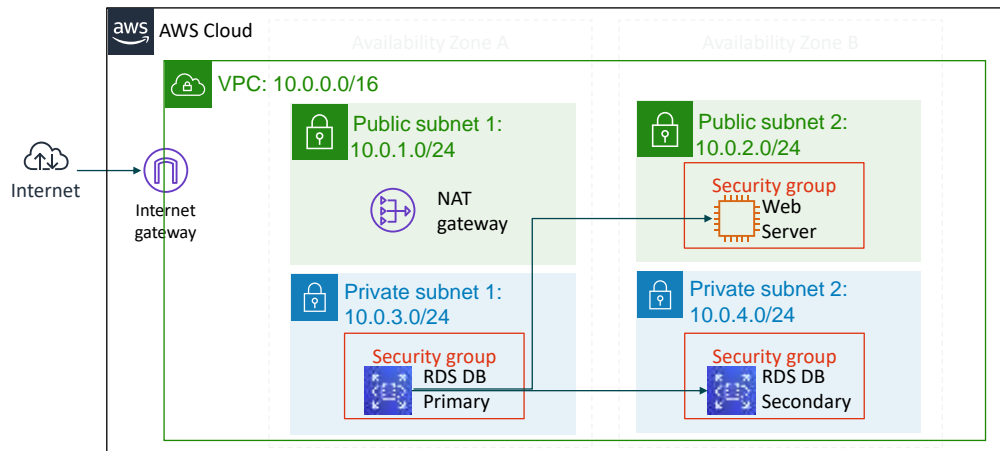 aws
AWS Cloud
Availability Zone A
Availability Zone B
VPC: 10.0.0.0/16
Public subnet 1:
10.0.1.0/24
Public subnet 2:
10.0.2.0/24
Internet
Internet
gateway
NAT
gateway
Security group
Web
Server
Private subnet 1:
10.0.3.0/24
Private subnet 2:
10.0.4.0/24
Security group
RDS DB
Primary
Security group
RDS DB
Secondary